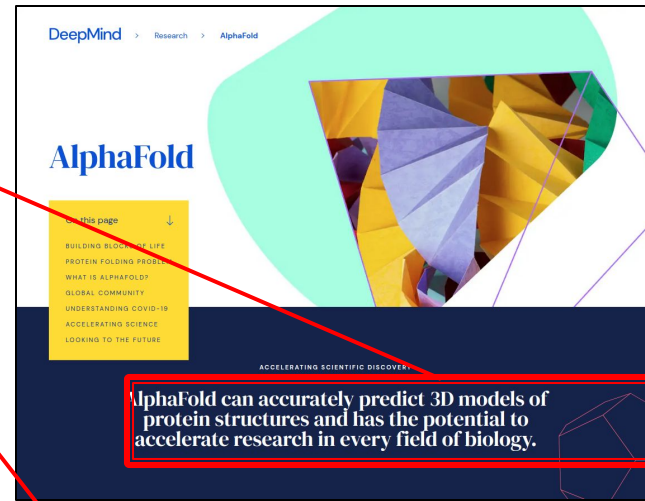 DeepMind > Research > AlphaFold
AlphaFold
On this page ↓
BUILDING BLOCKS OF LIFE
PROTEIN FOLDING PROBLEM
WHAT IS ALPHAFOLD?
GLOBAL COMMUNITY
UNDERSTANDING COVID-19
ACCELERATING SCIENCE
LOOKING TO THE FUTURE
ACCELERATING SCIENTIFIC DISCOVERY
AlphaFold can accurately predict 3D models of
protein structures and has the potential to
accelerate research in every field of biology.